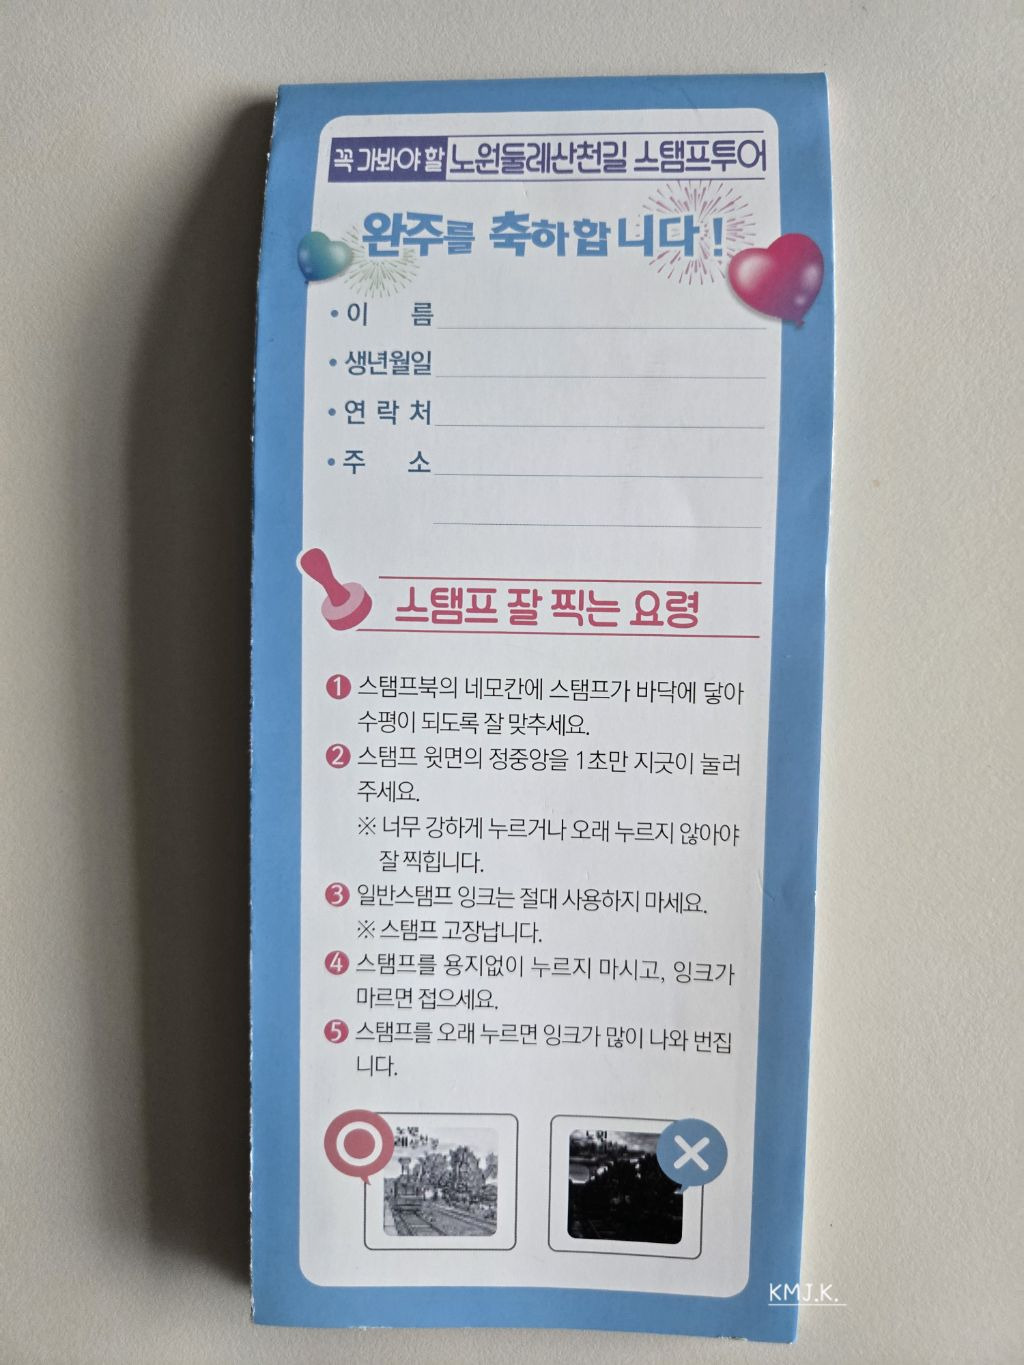 꼭 가봐야 할 노원둘레산천길 스탬프투어
완주를 축하합니다!
• 이 름
• 생년월일
• 연 락 처
• 주 소
스탬프 잘 찍는 요령
1 스탬프북의 네모칸에 스탬프가 바닥에 닿아
수평이 되도록 잘 맞추세요.
2 스탬프 윗면의 정중앙을 1초만 지긋이 눌러
주세요.
※ 너무 강하게 누르거나 오래 누르지 않아야
잘 찍힙니다.
3 일반스탬프 잉크는 절대 사용하지 마세요.
※ 스탬프 고장납니다.
4 스탬프를 용지없이 누르지 마시고, 잉크가
마르면 접으세요.
5 스탬프를 오래 누르면 잉크가 많이 나와 번집
니다.
노원
노원
KMJ.K.